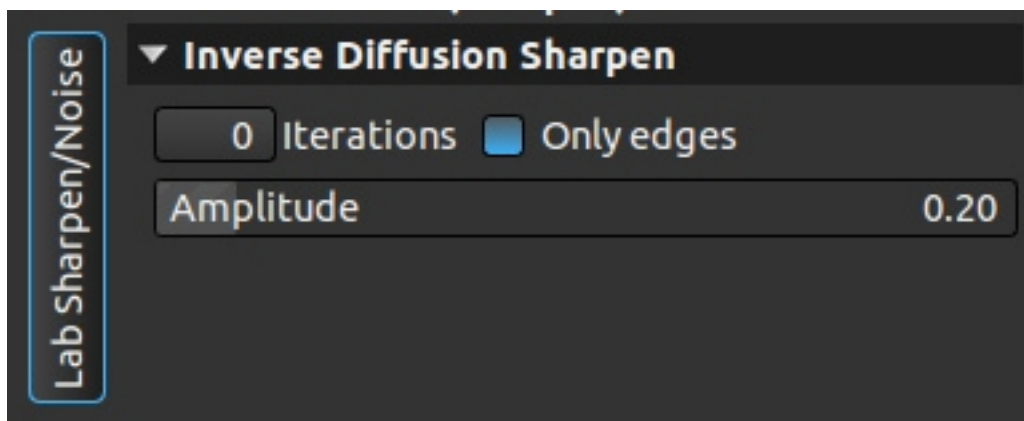 Lab Sharpen/Noise
Inverse Diffusion Sharpen
0 Iterations Only edges
Amplitude 0.20